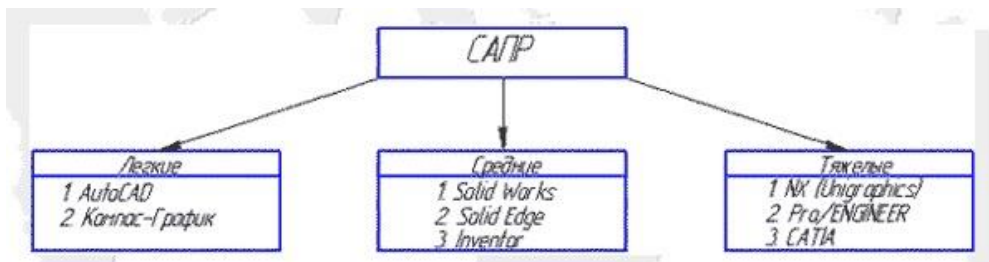 САПР
Легкие
1. AutoCAD
2. Компас-График
Средние
1. Solid Works
2. Solid Edge
3. Inventor
Тяжелые
1. NX (Unigraphics)
2. Pro/ENGINEER
3. CATIA